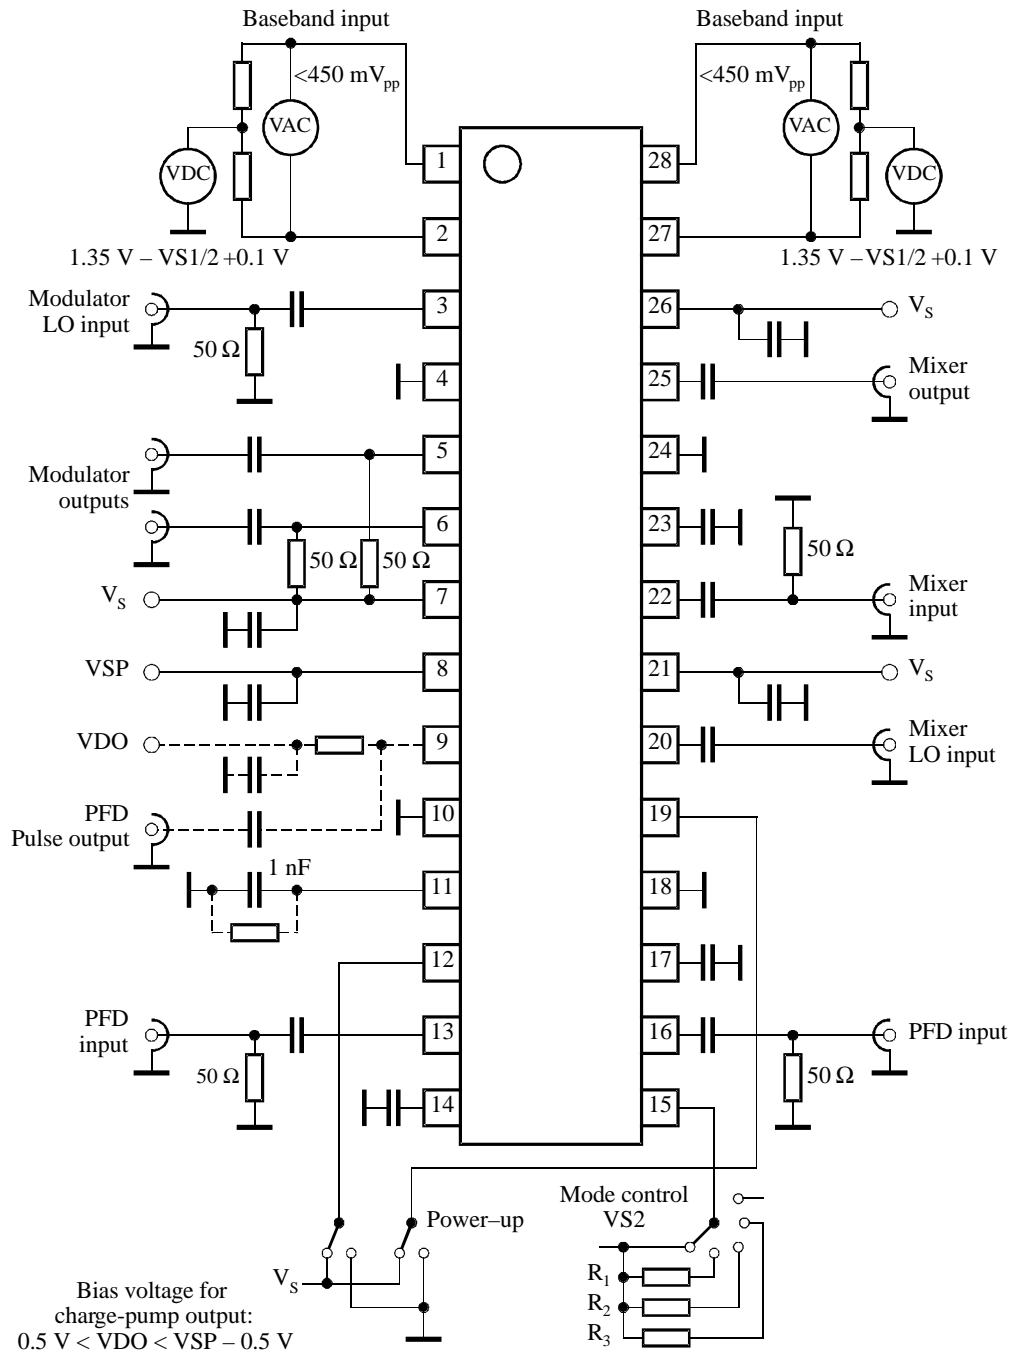 Baseband input
Baseband input
<450 mVpp
<450 mVpp
VAC
VAC
VDC
VDC
1
28
2
27
1.35 V – VS1/2 +0.1 V
1.35 V – VS1/2 +0.1 V
Modulator
LO input
3
26
VS
50 Ω
4
25
Mixer
output
5
24
Modulator
outputs
6
23
50 Ω
50 Ω
50 Ω
VS
7
22
Mixer
input
VSP
8
21
VS
VDO
9
20
Mixer
LO input
PFD
Pulse output
10
19
1 nF
11
18
12
17
PFD
input
13
16
PFD input
50 Ω
50 Ω
14
15
Mode control
VS2
Power–up
VS
R1
R2
R3
Bias voltage for
charge-pump output:
0.5 V < VDO < VSP – 0.5 V